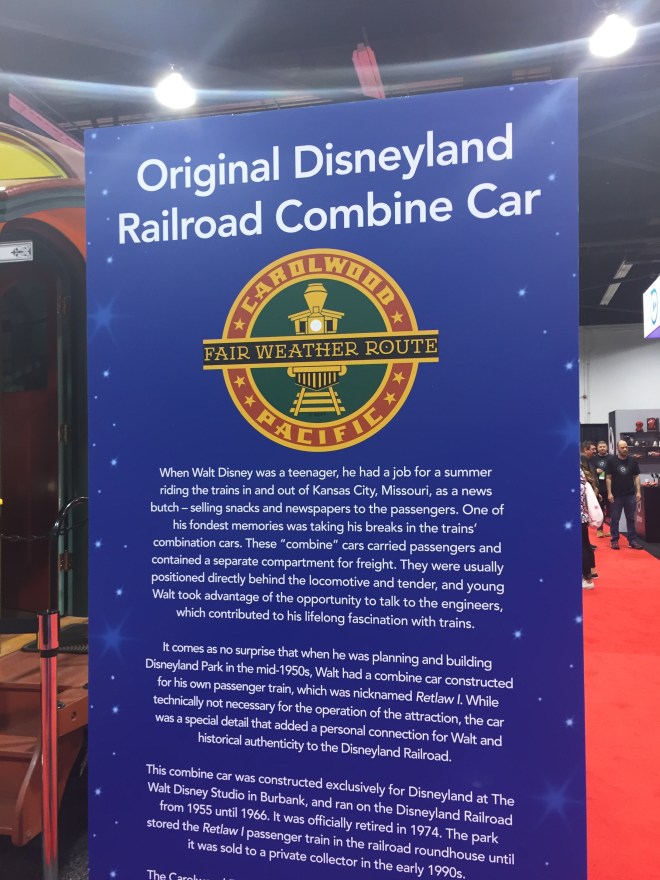 Original Disneyland
Railroad Combine Car
CAROLWOOD
FAIR WEATHER ROUTE
PACIFIC
When Walt Disney was a teenager, he had a job for a summer
riding the trains in and out of Kansas City, Missouri, as a news
butch – selling snacks and newspapers to the passengers. One of
his fondest memories was taking his breaks in the trains'
combination cars. These "combine" cars carried passengers and
contained a separate compartment for freight. They were usually
positioned directly behind the locomotive and tender, and young
Walt took advantage of the opportunity to talk to the engineers,
which contributed to his lifelong fascination with trains.
It comes as no surprise that when he was planning and building
Disneyland Park in the mid-1950s, Walt had a combine car constructed
for his own passenger train, which was nicknamed Retlaw I. While
technically not necessary for the operation of the attraction, the car
was a special detail that added a personal connection for Walt and
historical authenticity to the Disneyland Railroad.
This combine car was constructed exclusively for Disneyland at The
Walt Disney Studio in Burbank, and ran on the Disneyland Railroad
from 1955 until 1966. It was officially retired in 1974. The park
stored the Retlaw I passenger train in the railroad roundhouse until
it was sold to a private collector in the early 1990s.
The